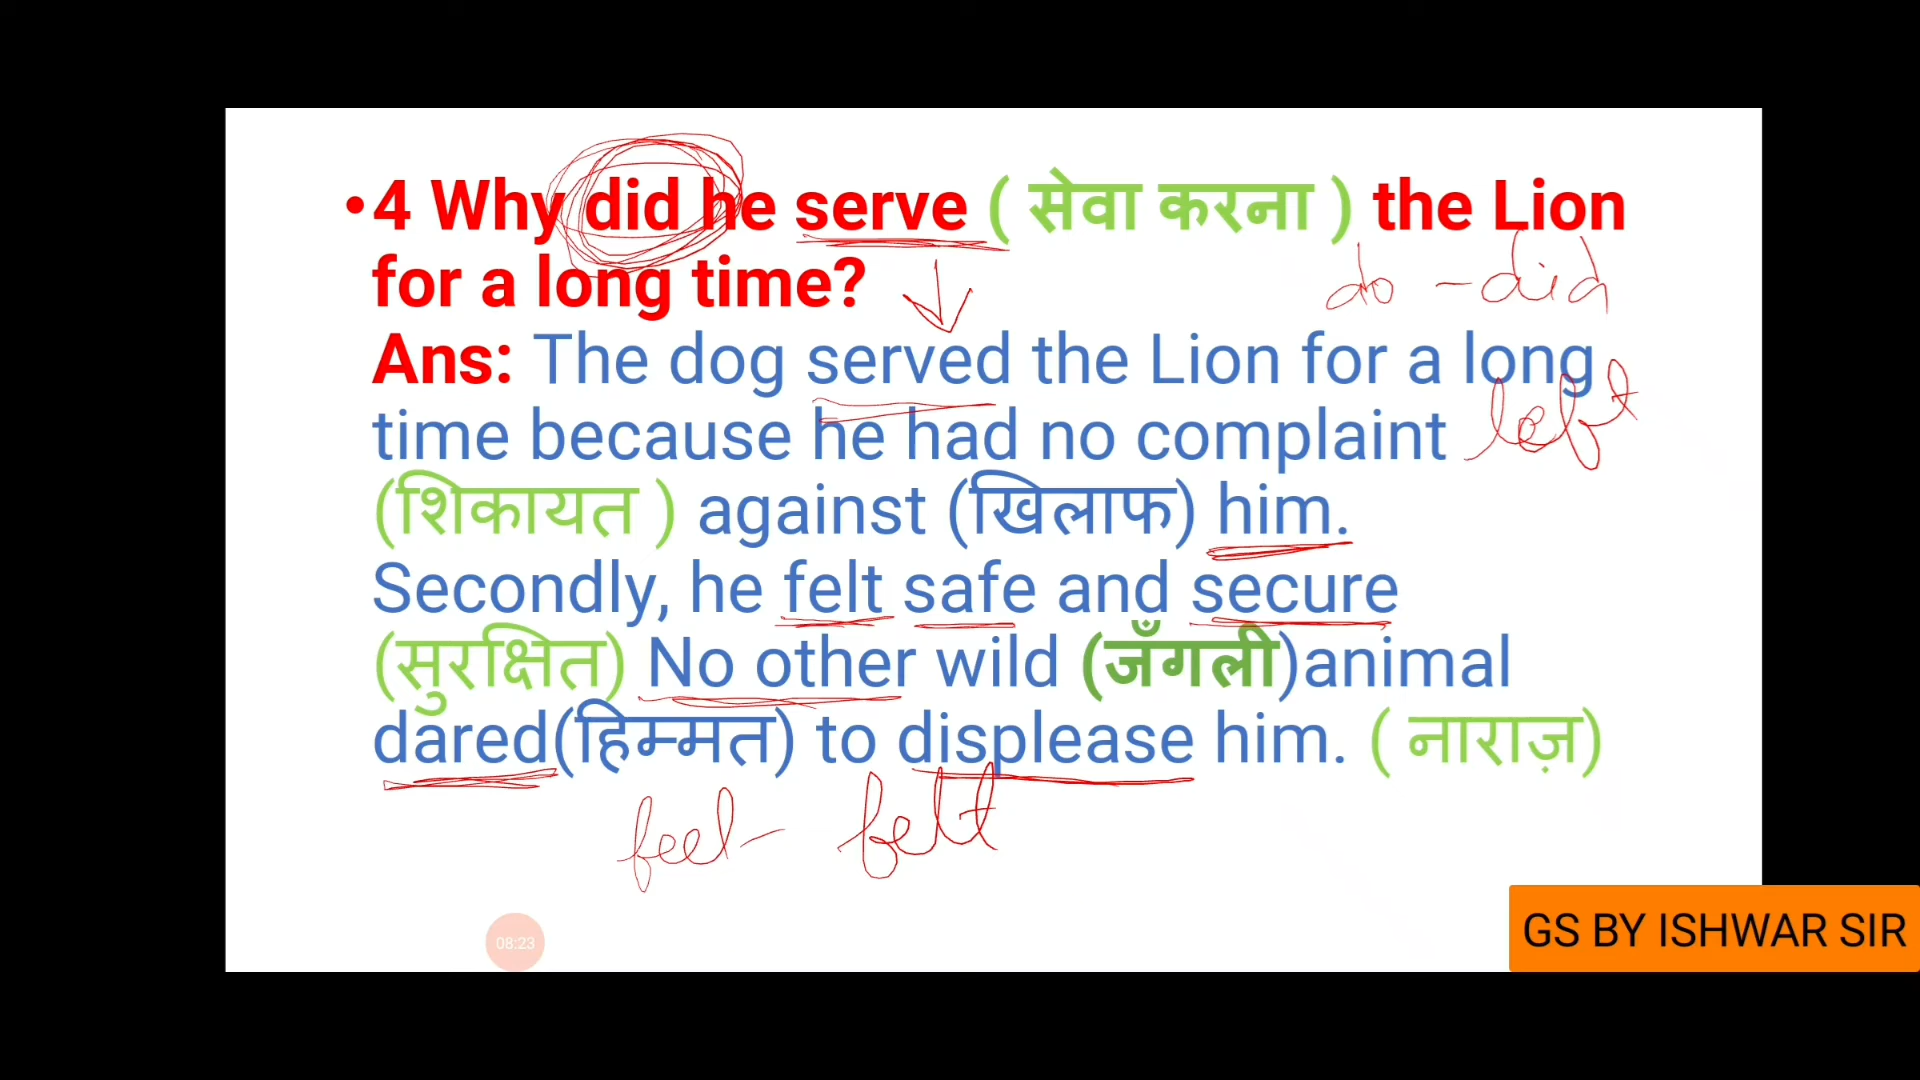 •4 Why did he serve ( सेवा करना ) the Lion
for a long time?
do - did
Ans: The dog served the Lion for a long
time because he had no complaint
left
(शिकायत ) against (खिलाफ) him.
Secondly, he felt safe and secure
(सुरक्षित) No other wild (जँगली)animal
dared(हिम्मत) to displease him. ( नाराज़)
feel - felt
08:23
GS BY ISHWAR SIR